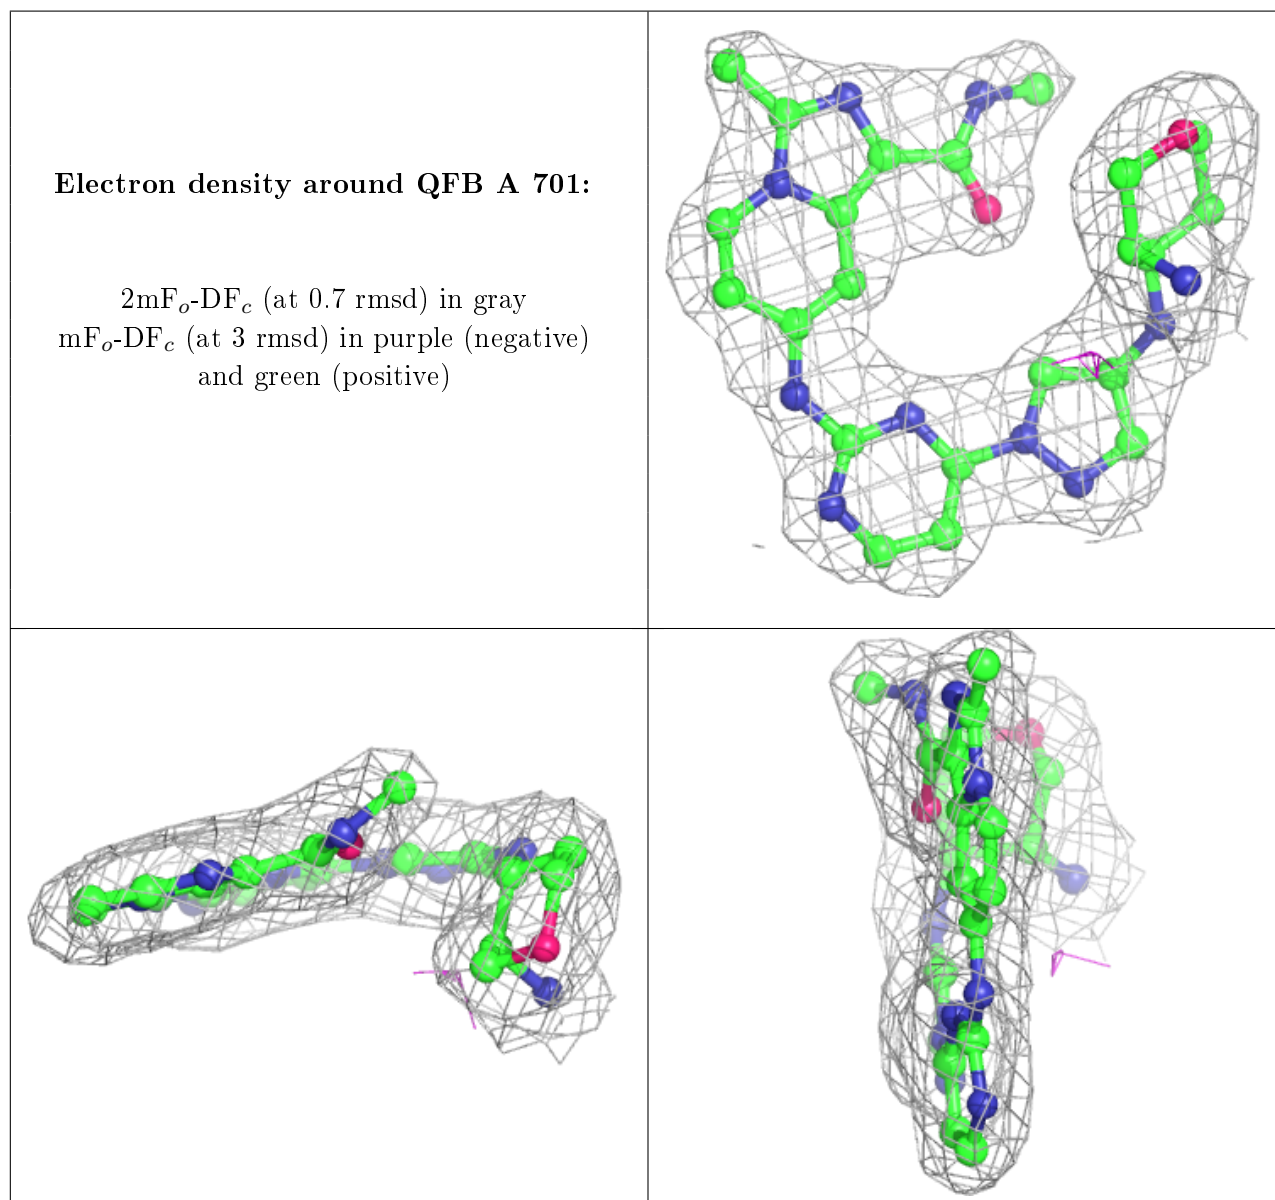 Electron density around QFB A 701:
2mFₒ-DF𝒸 (at 0.7 rmsd) in gray
mFₒ-DF𝒸 (at 3 rmsd) in purple (negative)
and green (positive)